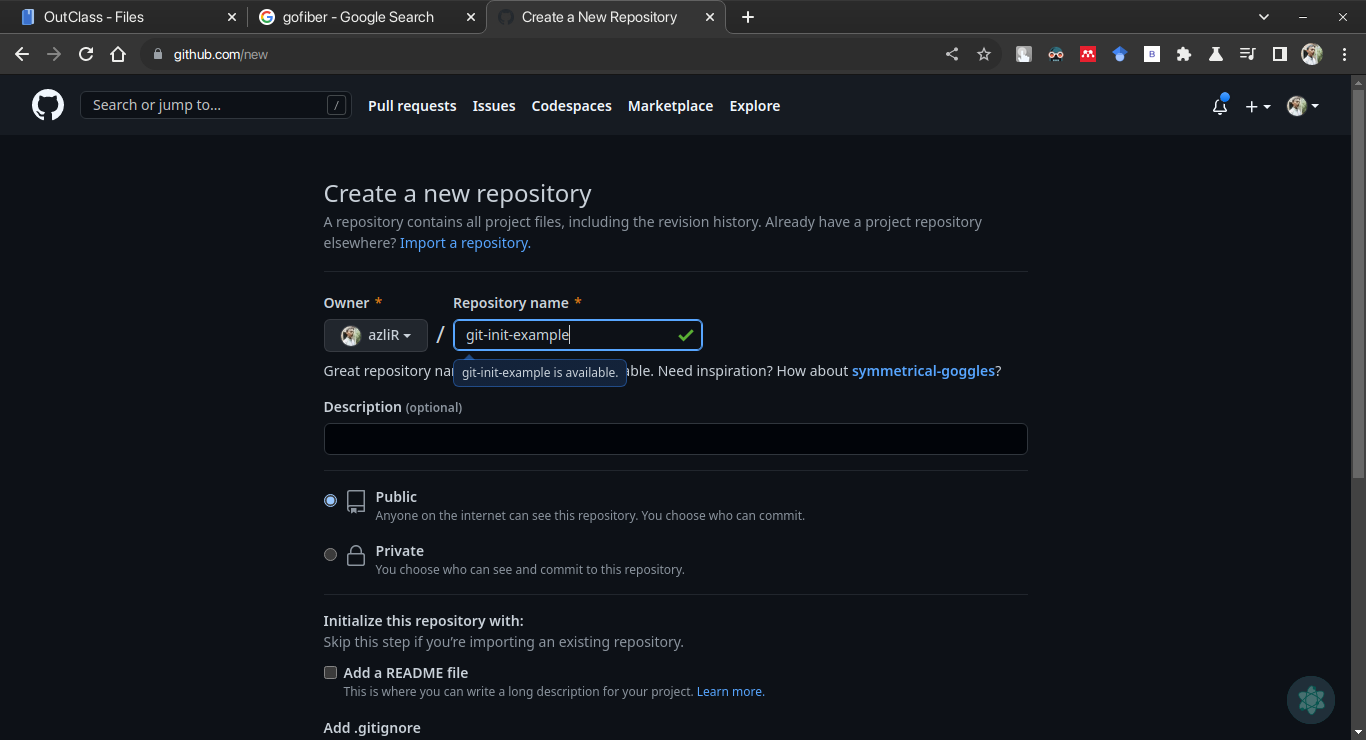 OutClass - Files
gofiber - Google Search
Create a New Repository
github.com/new
B
Search or jump to... /
Pull requests Issues Codespaces Marketplace Explore
Create a new repository
A repository contains all project files, including the revision history. Already have a project repository
elsewhere? Import a repository.
Owner * Repository name *
azliR / git-init-example
Great repository
git-init-example is available.
Need inspiration? How about symmetrical-goggles?
Description (optional)
Public
Anyone on the internet can see this repository. You choose who can commit.
Private
You choose who can see and commit to this repository.
Initialize this repository with:
Skip this step if you’re importing an existing repository.
Add a README file
This is where you can write a long description for your project. Learn more.
Add .gitignore